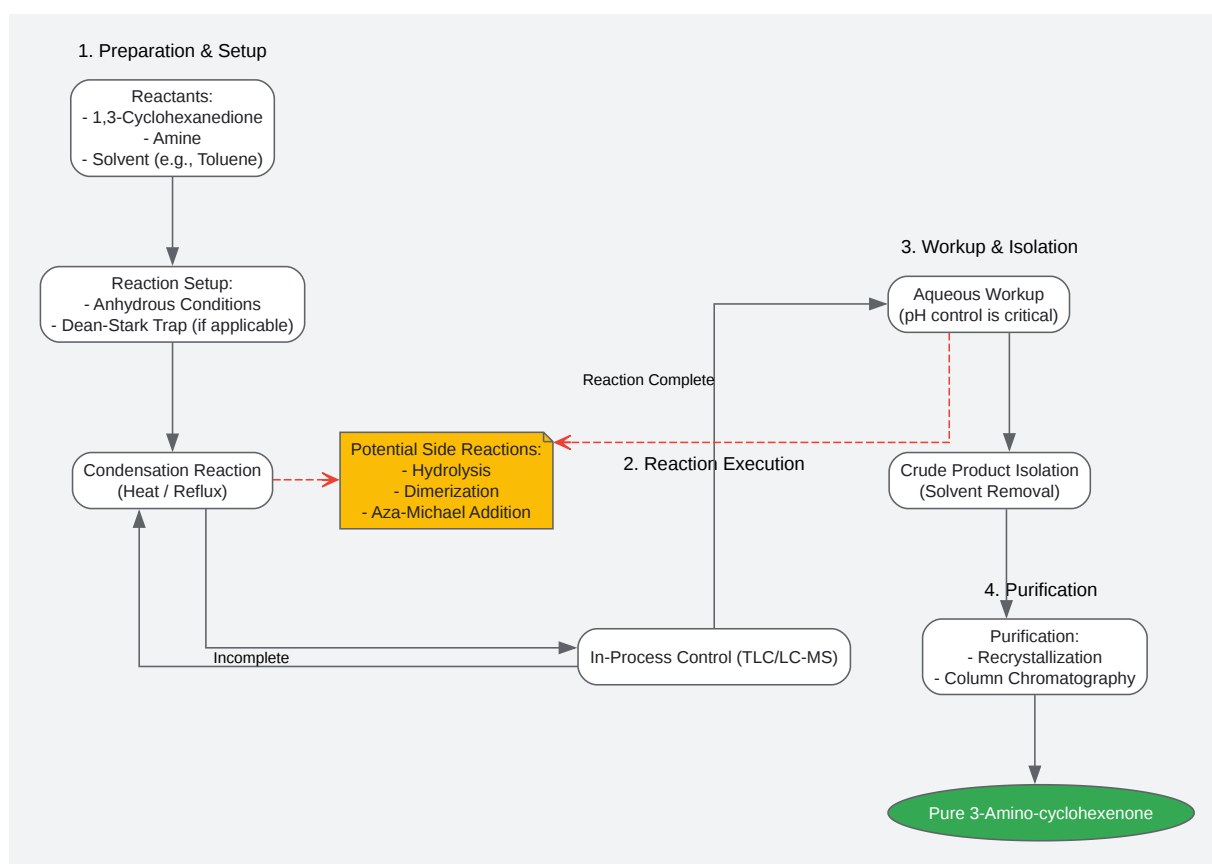 1. Preparation & Setup
Reactants:
- 1,3-Cyclohexanedione
- Amine
- Solvent (e.g., Toluene)
Reaction Setup:
- Anhydrous Conditions
- Dean-Stark Trap (if applicable)
Condensation Reaction
(Heat / Reflux)
Potential Side Reactions:
- Hydrolysis
- Dimerization
- Aza-Michael Addition
2. Reaction Execution
Incomplete
In-Process Control (TLC/LC-MS)
Reaction Complete
3. Workup & Isolation
Aqueous Workup
(pH control is critical)
Crude Product Isolation
(Solvent Removal)
4. Purification
Purification:
- Recrystallization
- Column Chromatography
Pure 3-Amino-cyclohexenone